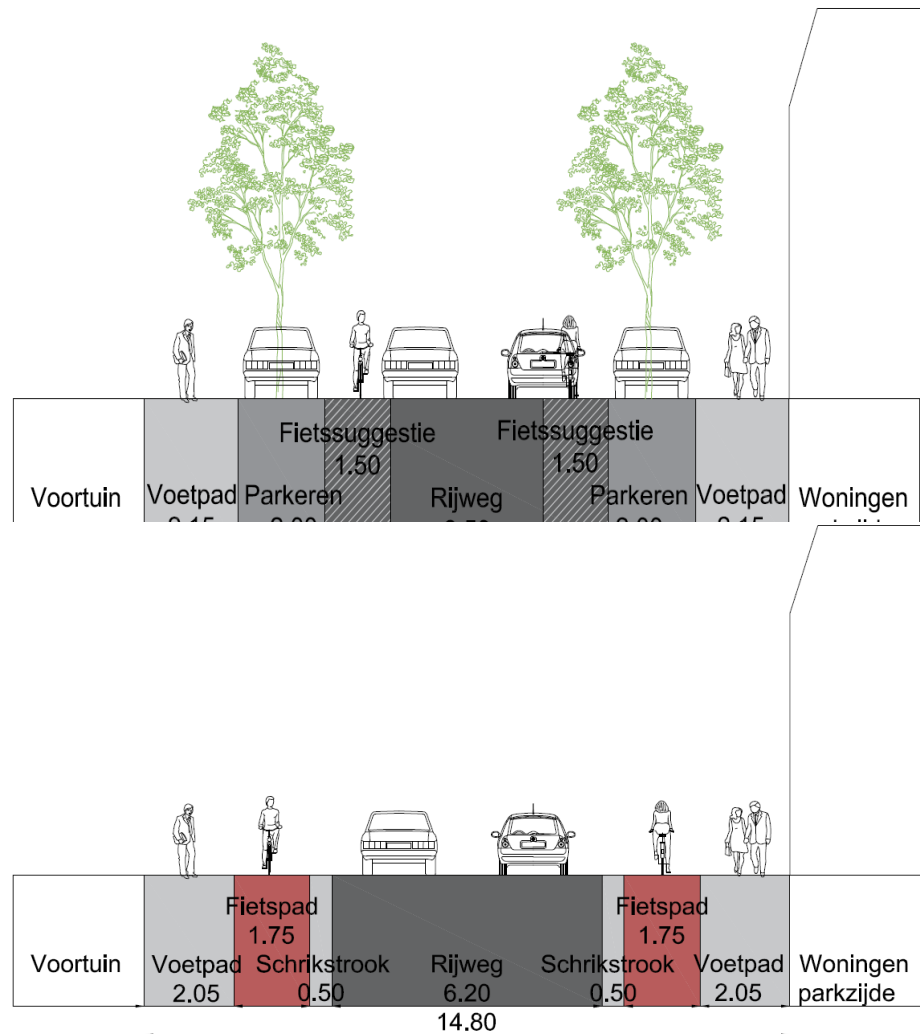 Fietssuggestie Fietssuggestie
1.50 1.50
Voortuin Voetpad Parkeren Rijweg Parkeren Voetpad Woningen
Fietspad Fietspad
1.75 1.75
Voortuin Voetpad Schrikstrook Rijweg Schrikstrook Voetpad Woningen
2.05 0.50 6.20 0.50 2.05 parkzijde
14.80